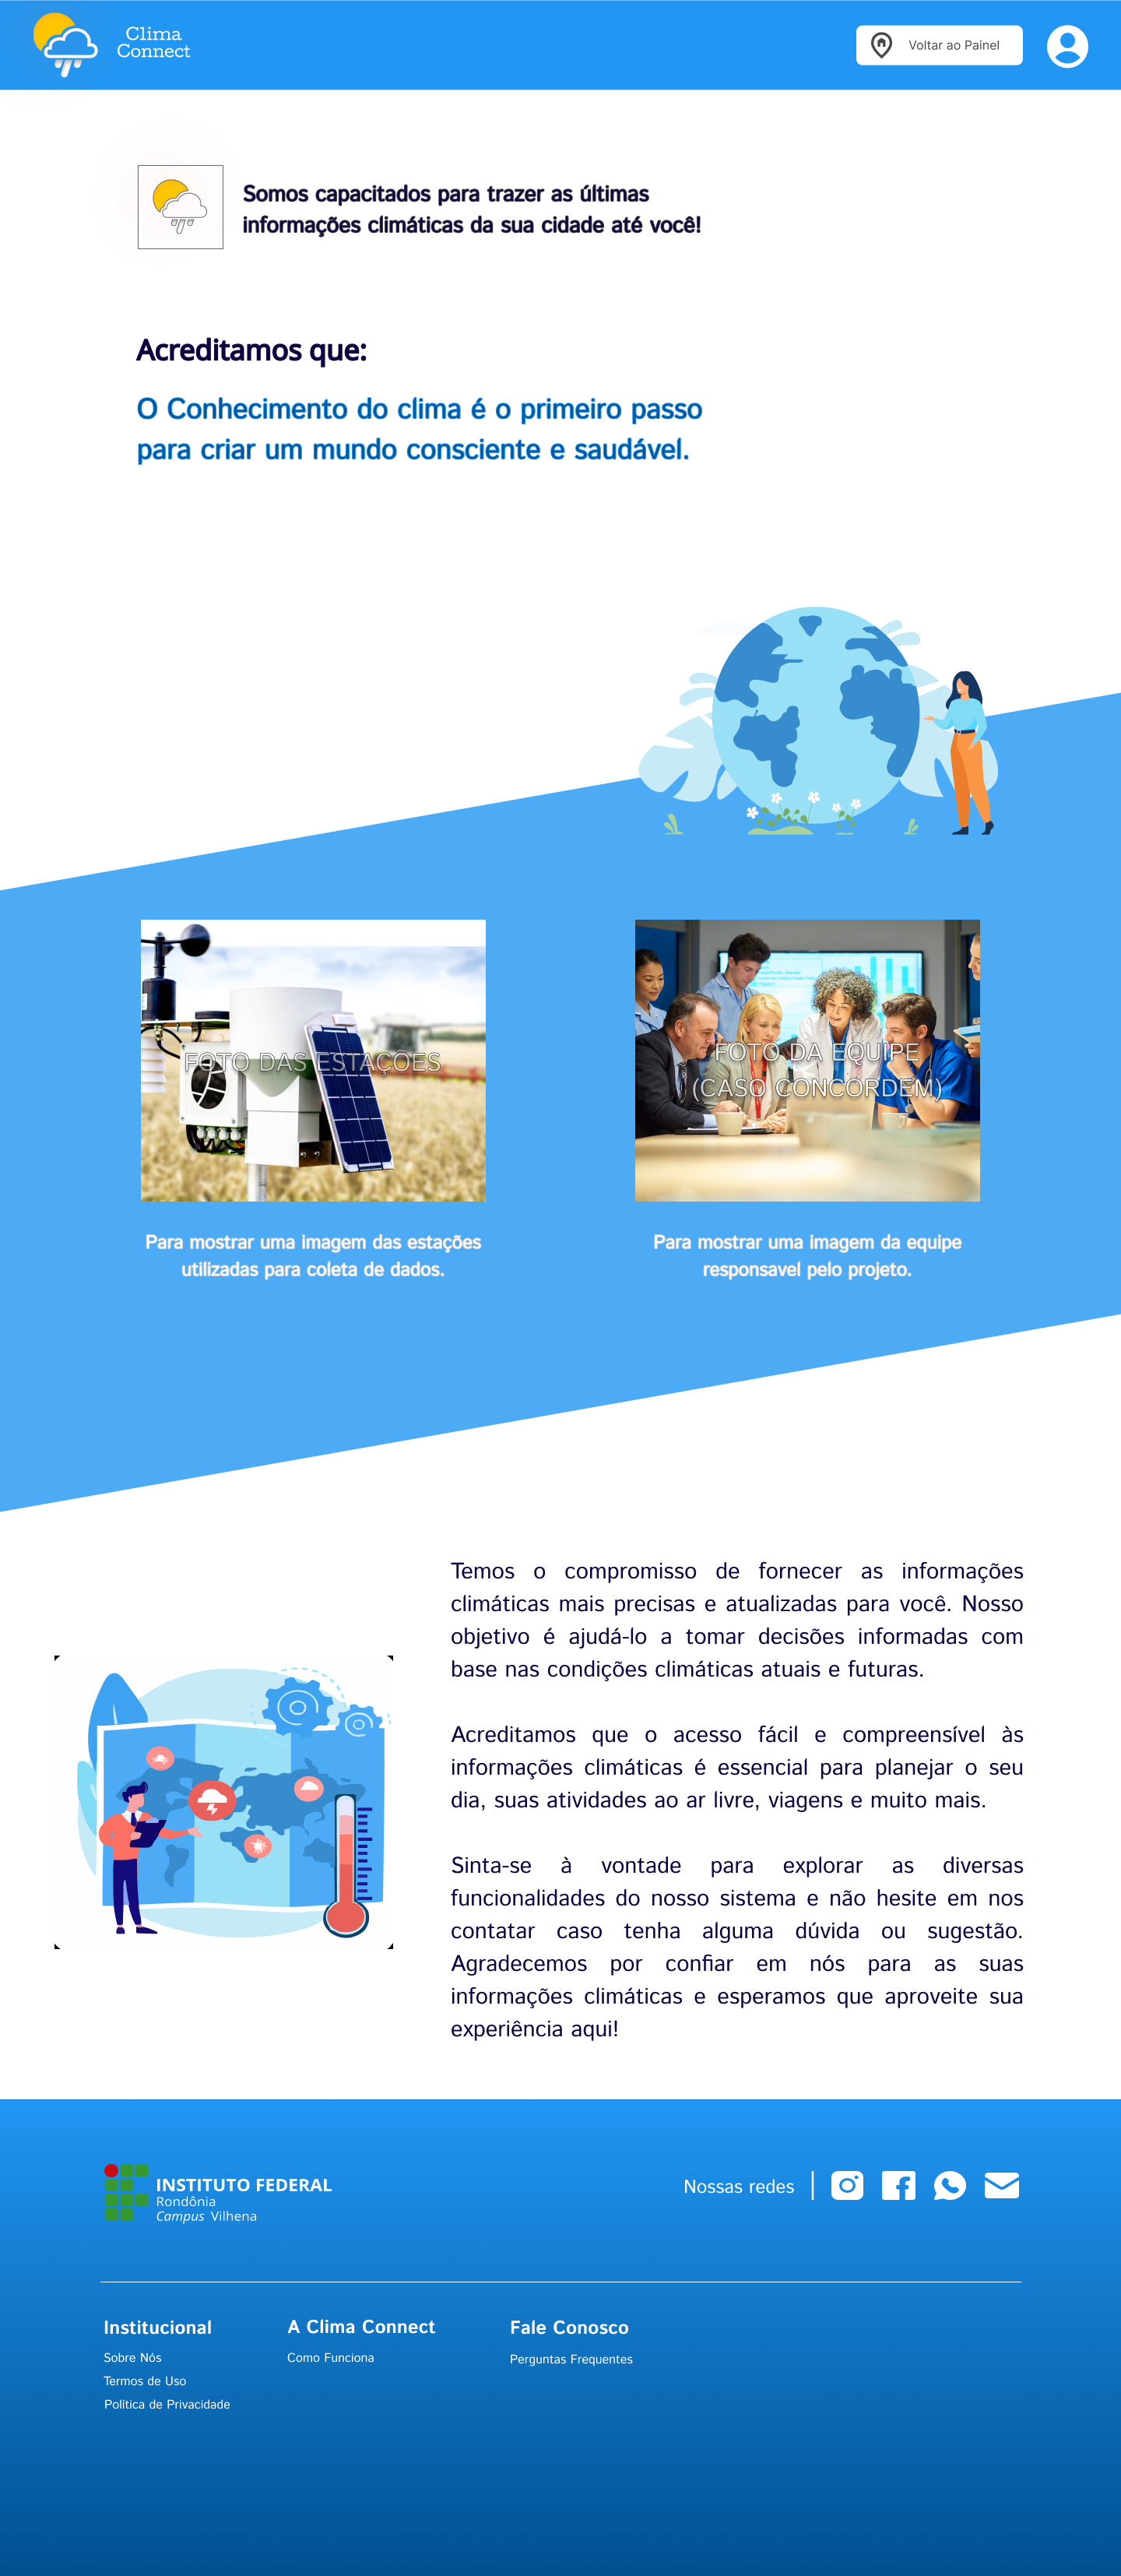 Clima
Connect
Voltar ao Painel
Somos capacitados para trazer as últimas
informações climáticas da sua cidade até você!
Acreditamos que:
O Conhecimento do clima é o primeiro passo
para criar um mundo consciente e saudável.
FOTO DAS ESTAÇÕES
FOTO DA EQUIPE
(CASO CONCORDEM)
Para mostrar uma imagem das estações
utilizadas para coleta de dados.
Para mostrar uma imagem da equipe
responsavel pelo projeto.
Temos o compromisso de fornecer as informações
climáticas mais precisas e atualizadas para você. Nosso
objetivo é ajudá-lo a tomar decisões informadas com
base nas condições climáticas atuais e futuras.
Acreditamos que o acesso fácil e compreensível às
informações climáticas é essencial para planejar o seu
dia, suas atividades ao ar livre, viagens e muito mais.
Sinta-se à vontade para explorar as diversas
funcionalidades do nosso sistema e não hesite em nos
contatar caso tenha alguma dúvida ou sugestão.
Agradecemos por confiar em nós para as suas
informações climáticas e esperamos que aproveite sua
experiência aqui!
INSTITUTO FEDERAL
Rondônia
Campus Vilhena
Nossas redes
Institucional
Sobre Nós
Termos de Uso
Política de Privacidade
A Clima Connect
Como Funciona
Fale Conosco
Perguntas Frequentes